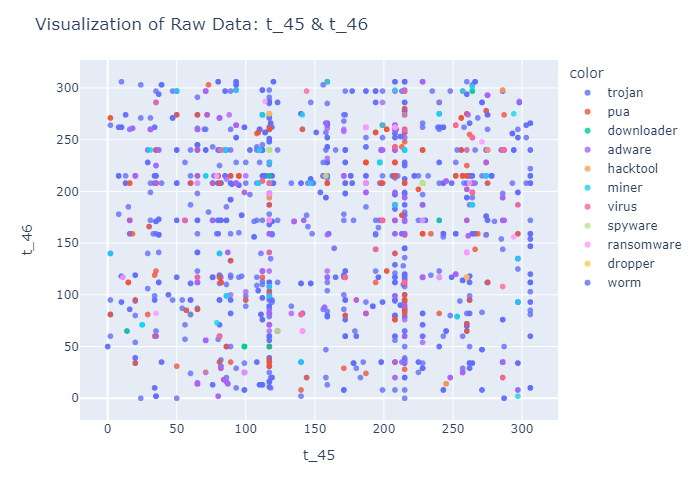 Visualization of Raw Data: t_45 & t_46
color
trojan
pua
downloader
adware
hacktool
miner
virus
spyware
ransomware
dropper
worm
t_46
300
250
200
150
100
50
0
0 50 100 150 200 250 300
t_45